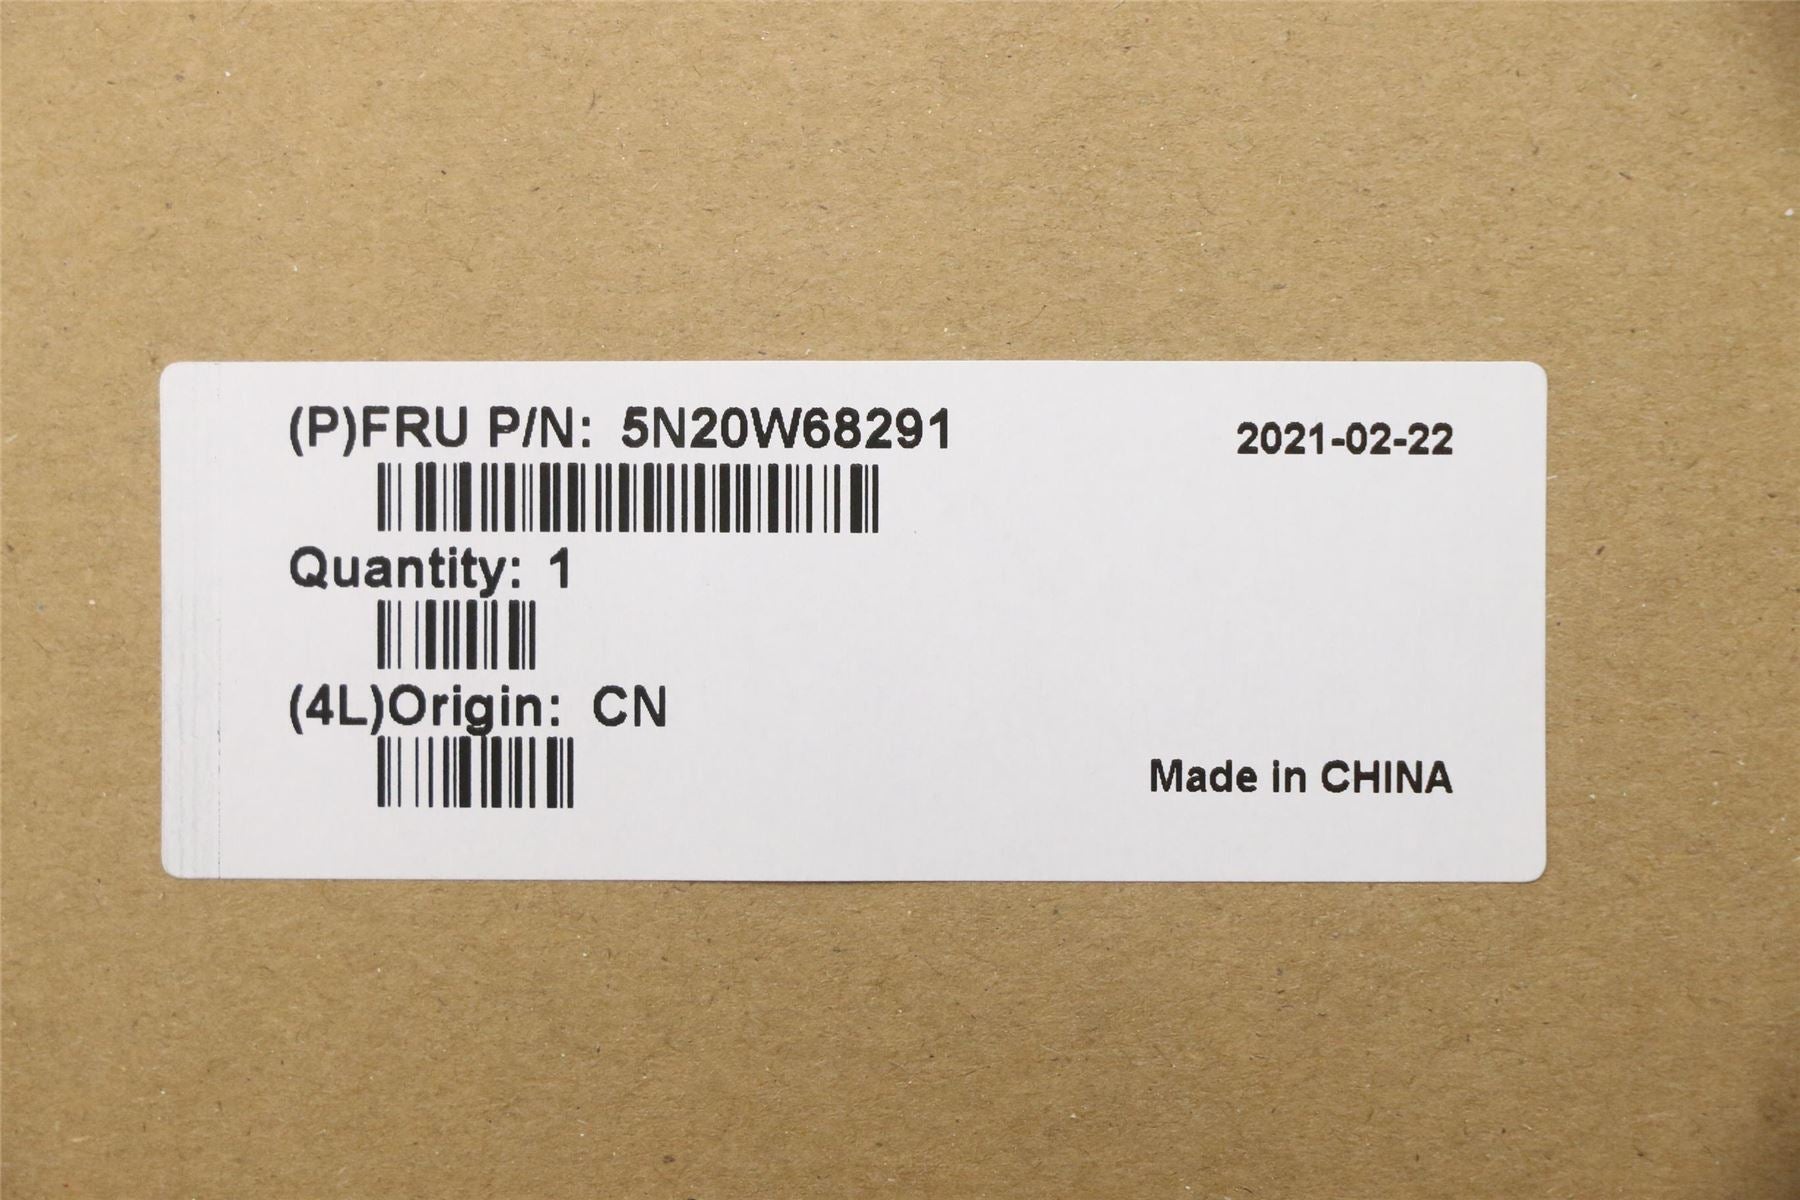 (P)FRU P/N: 5N20W68291
2021-02-22
Quantity: 1
(4L)Origin: CN
Made in CHINA